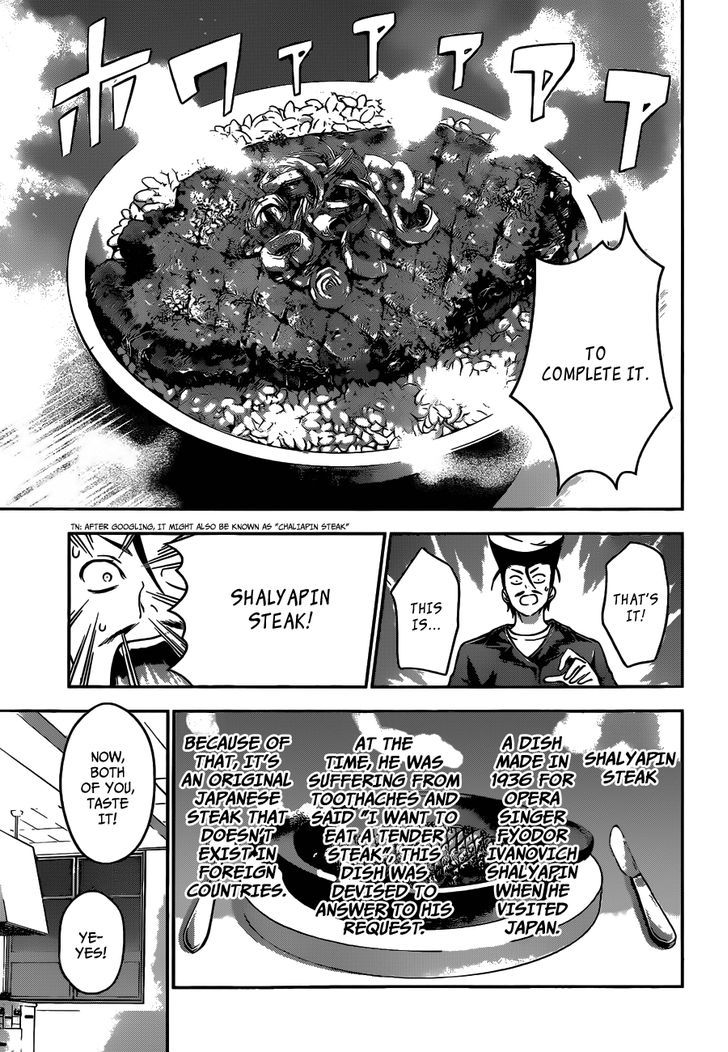 ホワァァァァァ
TO
COMPLETE IT.
TN: AFTER GOOGLING, IT MIGHT ALSO BE KNOWN AS "CHALIAPIN STEAK"
THAT'S
IT!
THIS
IS...
SHALYAPIN
STEAK!
SHALYAPIN
STEAK
A DISH
MADE IN
1936 FOR
OPERA
SINGER
FYODOR
IVANOVICH
SHALYAPIN
WHEN HE
VISITED
JAPAN.
AT THE
TIME, HE WAS
SUFFERING FROM
TOOTHACHES AND
SAID "I WANT TO
EAT A TENDER
STEAK", THIS
DISH WAS
DEVISED TO
ANSWER TO HIS
REQUEST.
BECAUSE OF
THAT, IT'S
AN ORIGINAL
JAPANESE
STEAK THAT
DOESN'T
EXIST IN
FOREIGN
COUNTRIES.
NOW,
BOTH
OF YOU,
TASTE
IT!
YE-
YES!